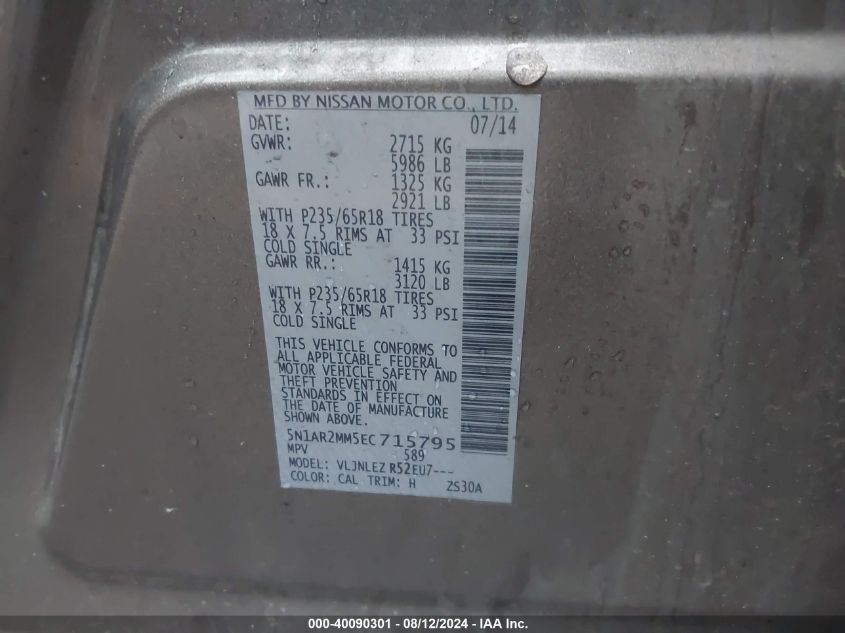 MFD BY NISSAN MOTOR CO., LTD.
DATE: 07/14
GVWR: 2715 KG
5986 LB
GAWR FR.: 1325 KG
2921 LB
WITH P235/65R18 TIRES
18 X 7.5 RIMS AT 33 PSI
COLD SINGLE
GAWR RR.: 1415 KG
3120 LB
WITH P235/65R18 TIRES
18 X 7.5 RIMS AT 33 PSI
COLD SINGLE
THIS VEHICLE CONFORMS TO
ALL APPLICABLE FEDERAL
MOTOR VEHICLE SAFETY AND
THEFT PREVENTION
STANDARDS IN EFFECT ON
THE DATE OF MANUFACTURE
SHOWN ABOVE.
5N1AR2MM5EC715795
MPV 589
MODEL: VLJNLEZ R52EU7---
COLOR: CAL TRIM: H ZS30A
000-40090301 - 08/12/2024 - IAA Inc.